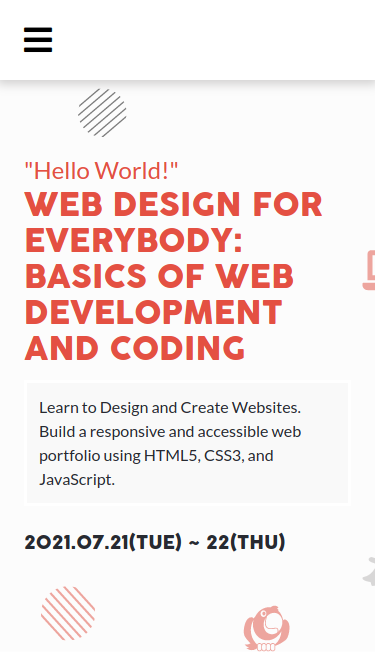 "Hello World!"
WEB DESIGN FOR
EVERYBODY:
BASICS OF WEB
DEVELOPMENT
AND CODING
Learn to Design and Create Websites.
Build a responsive and accessible web
portfolio using HTML5, CSS3, and
JavaScript.
2021.07.21(TUE) ~ 22(THU)